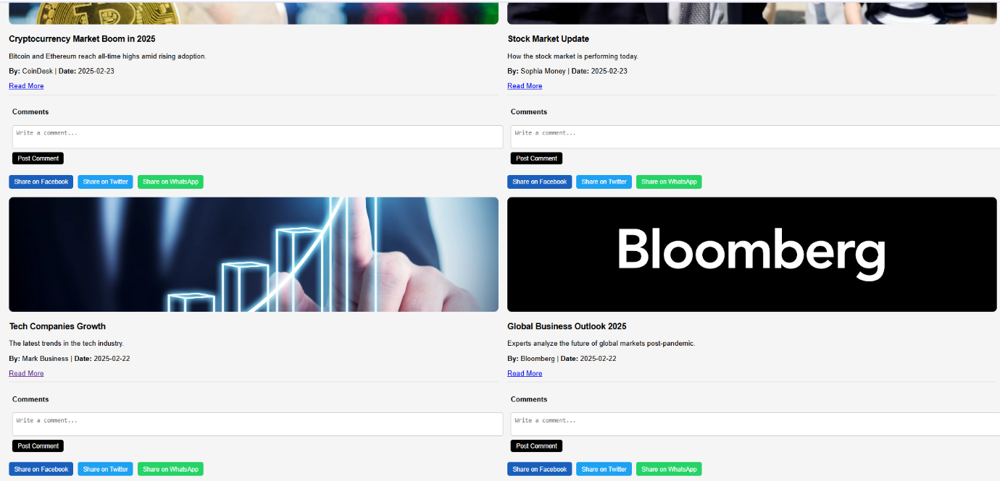 Cryptocurrency Market Boom in 2025
Bitcoin and Ethereum reach all-time highs amid rising adoption.
By: CoinDesk | Date: 2025-02-23
Read More
Comments
Write a comment...
Post Comment
Share on Facebook Share on Twitter Share on WhatsApp
Stock Market Update
How the stock market is performing today.
By: Sophia Money | Date: 2025-02-23
Read More
Comments
Write a comment...
Post Comment
Share on Facebook Share on Twitter Share on WhatsApp
Tech Companies Growth
The latest trends in the tech industry.
By: Mark Business | Date: 2025-02-22
Read More
Comments
Write a comment...
Post Comment
Share on Facebook Share on Twitter Share on WhatsApp
Bloomberg
Global Business Outlook 2025
Experts analyze the future of global markets post-pandemic.
By: Bloomberg | Date: 2025-02-22
Read More
Comments
Write a comment...
Post Comment
Share on Facebook Share on Twitter Share on WhatsApp